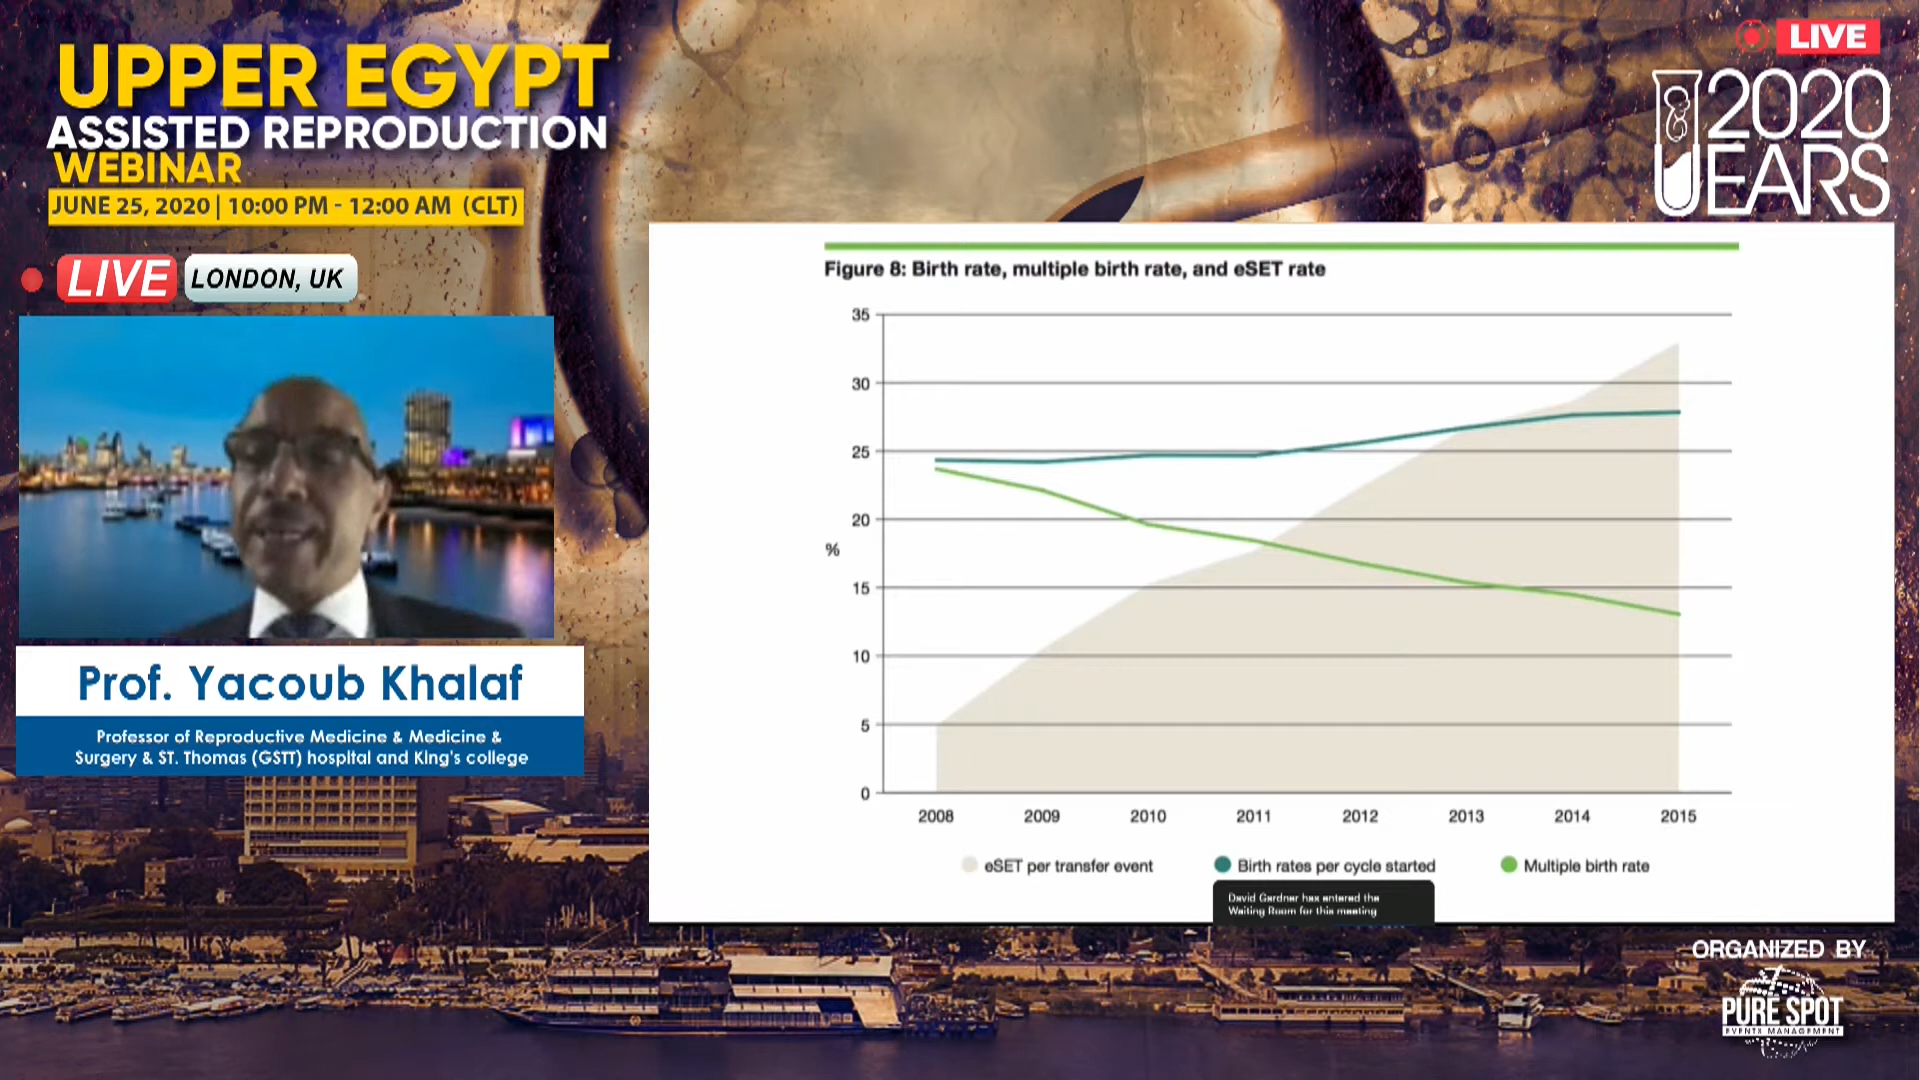 UPPER EGYPT
ASSISTED REPRODUCTION
WEBINAR
JUNE 25, 2020 | 10:00 PM - 12:00 AM (CLT)
LIVE
LONDON, UK
Prof. Yacoub Khalaf
Professor of Reproductive Medicine & Medicine &
Surgery & ST. Thomas (GSTT) hospital and King's college
LIVE
2020
YEARS
Figure 8: Birth rate, multiple birth rate, and eSET rate
35
30
25
20
%
15
10
5
0
2008 2009 2010 2011 2012 2013 2014 2015
eSET per transfer event Birth rates per cycle started Multiple birth rate
David Gardner has entered the
Waiting Room for this meeting
ORGANIZED BY
PURE SPOT
EVENTS MANAGEMENT